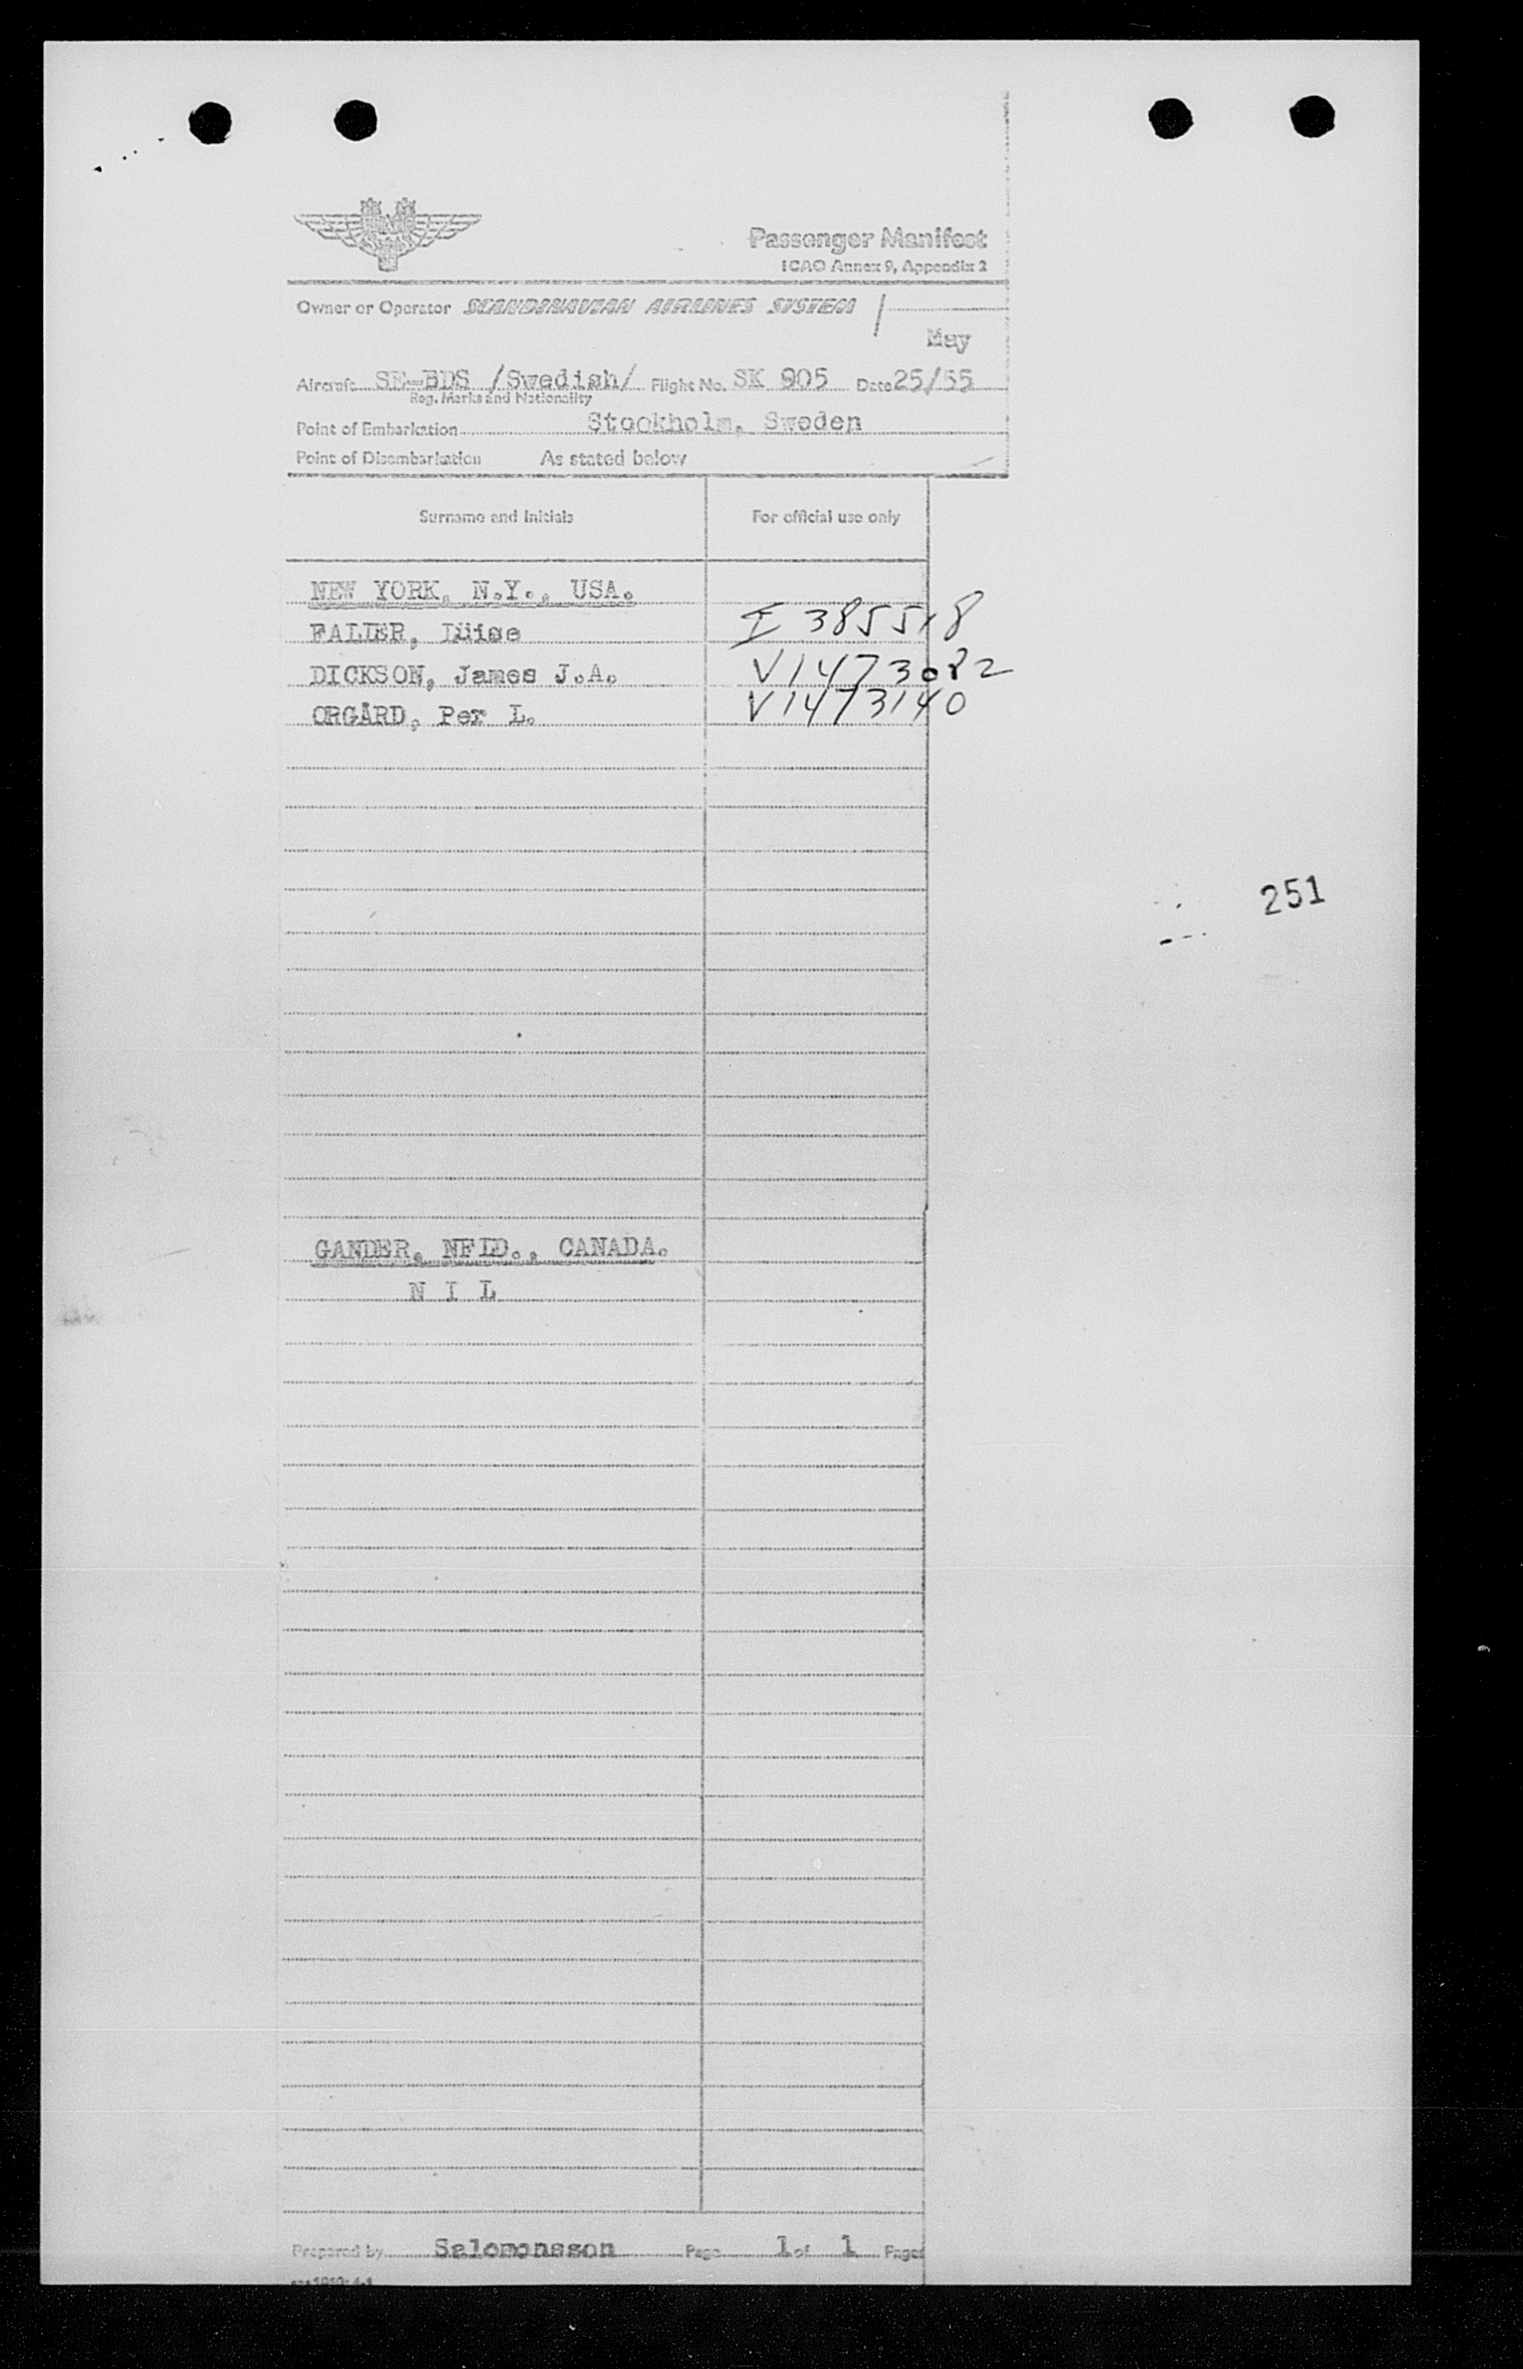 Passenger Manifest
ICAO Annex 9, Appendix 2
Owner or Operator SCANDINAVIAN AIRLINES SYSTEM /
May
Aircraft SE-BDS /Swedish/ Flight No. SK 905 Date 25/55
Reg. Marks and Nationality
Point of Embarkation Stockholm, Sweden
Point of Disembarkation As stated below
Surname and Initials For official use only
NEW YORK, N.Y., USA.
FALIER, I 385518
DICKSON, James J.A. V1473082
ORGÅRD, Per L. V1473140
251
GANDER, NFLD., CANADA.
N I L
Prepared by Salomonsson Page 1 of 1 Pages